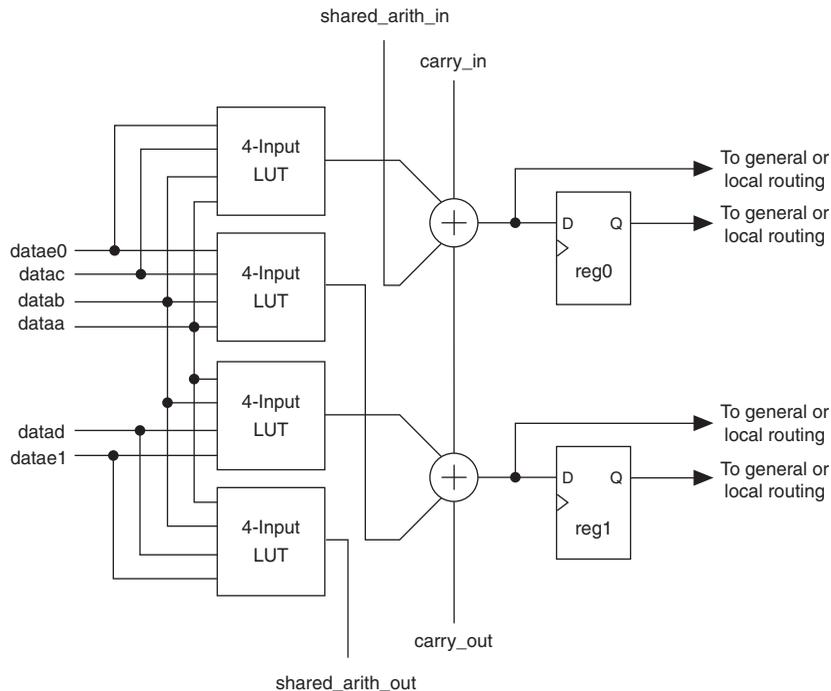 shared_arith_in
carry_in
4-Input
LUT
To general or
local routing
D
Q
reg0
To general or
local routing
datae0
datac
datab
dataa
4-Input
LUT
4-Input
LUT
datad
datae1
To general or
local routing
D
Q
reg1
To general or
local routing
4-Input
LUT
carry_out
shared_arith_out